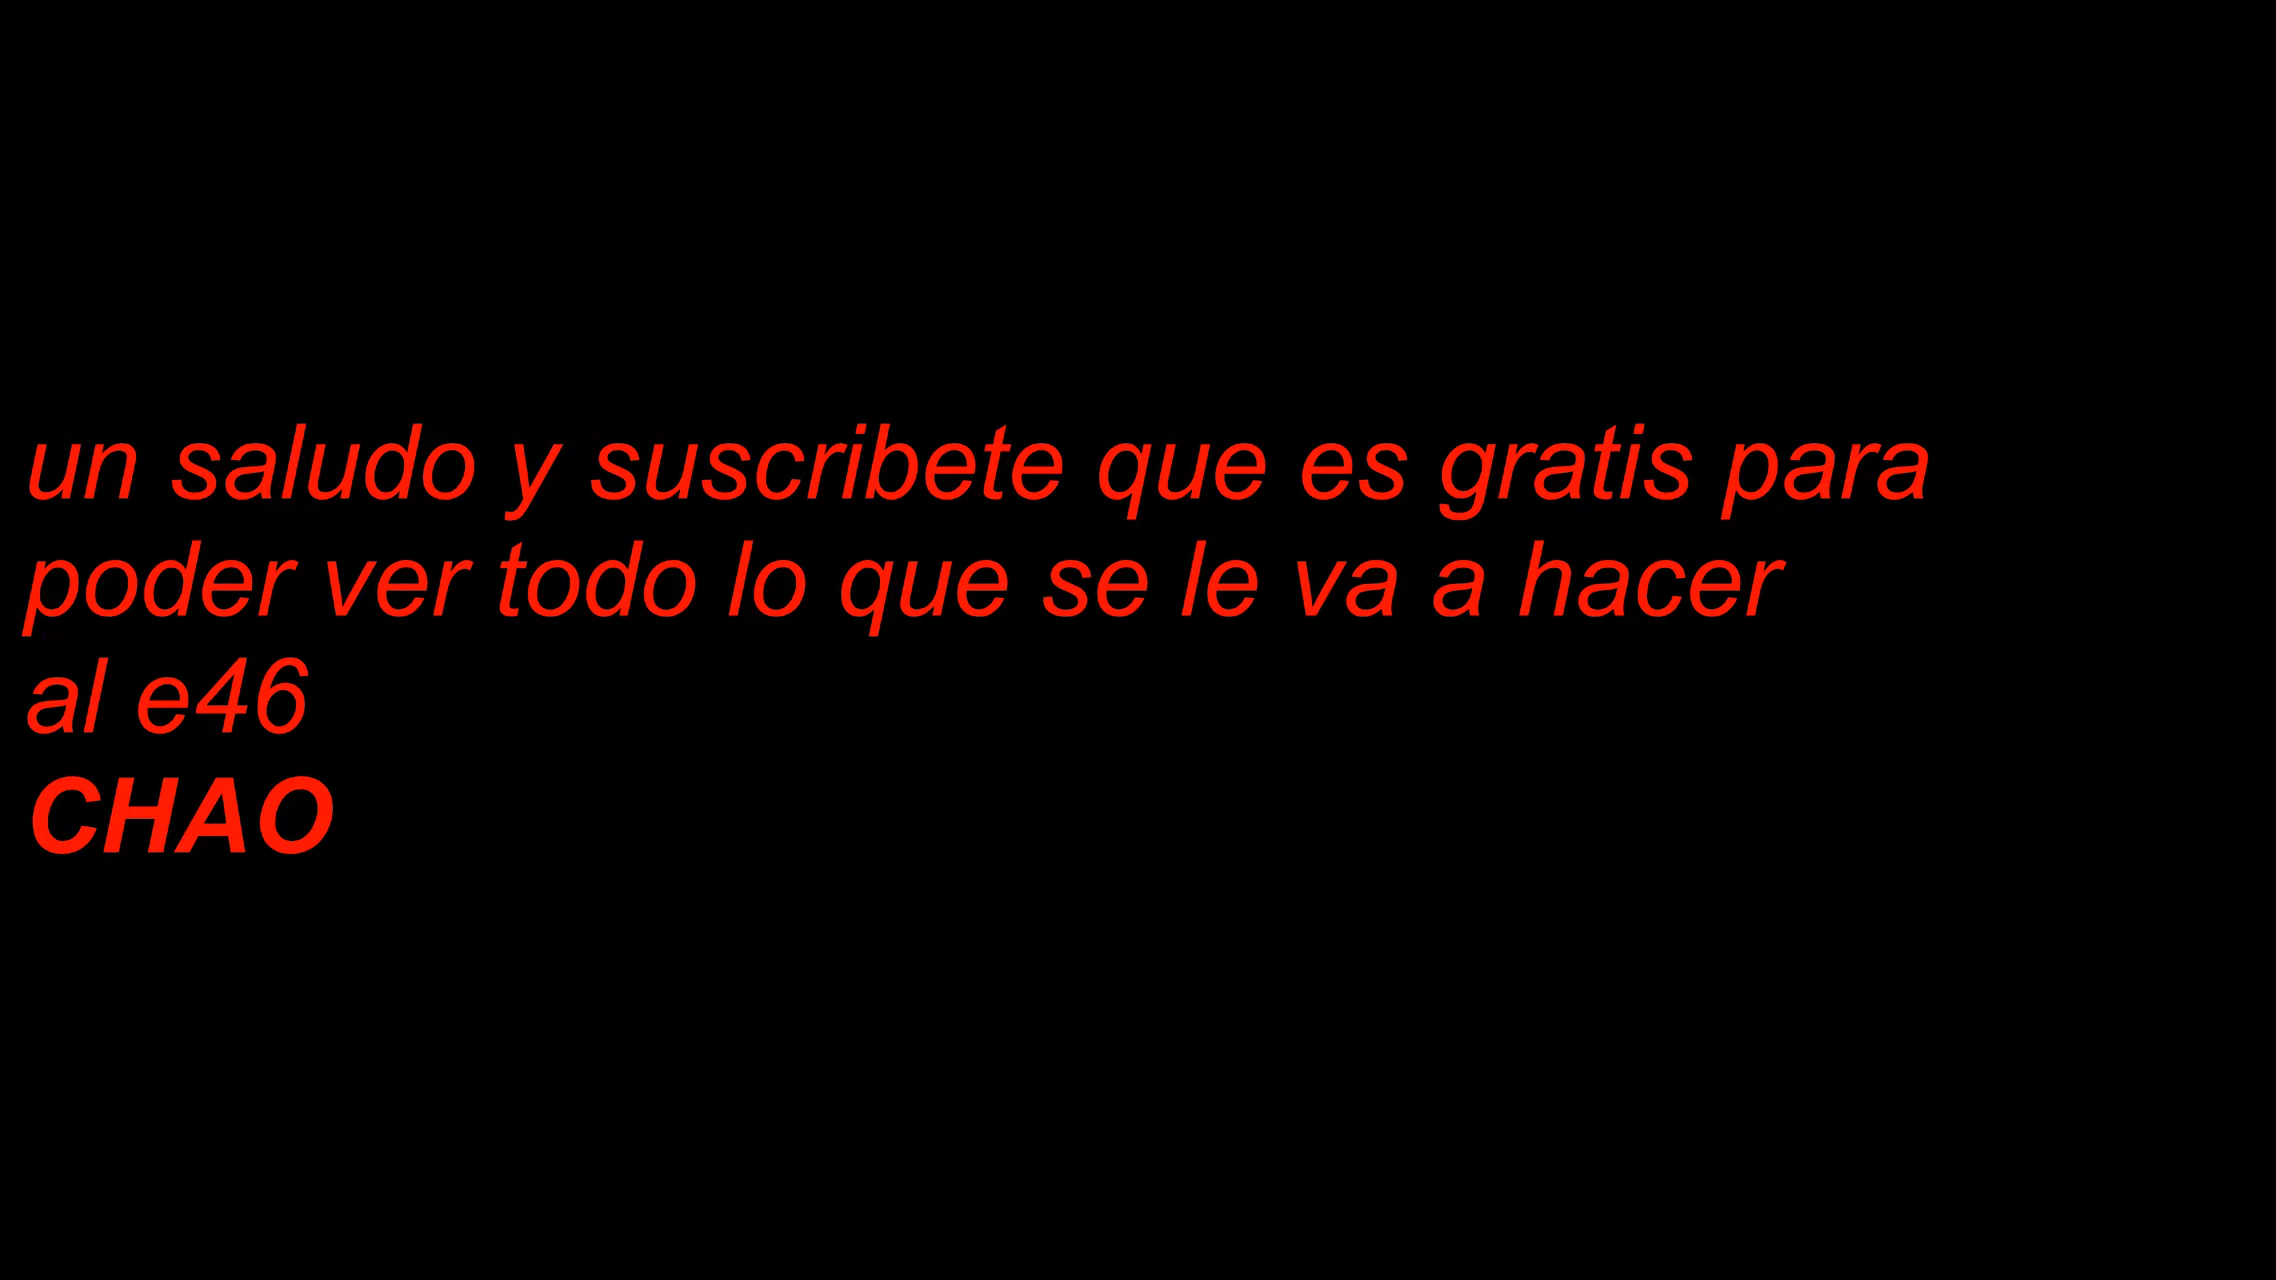 un saludo y suscribete que es gratis para
poder ver todo lo que se le va a hacer
al e46
CHAO